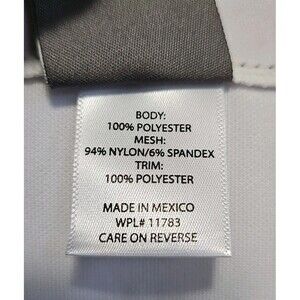 BODY:
100% POLYESTER
MESH:
94% NYLON/6% SPANDEX
TRIM:
100% POLYESTER
MADE IN MEXICO
WPL# 11783
CARE ON REVERSE